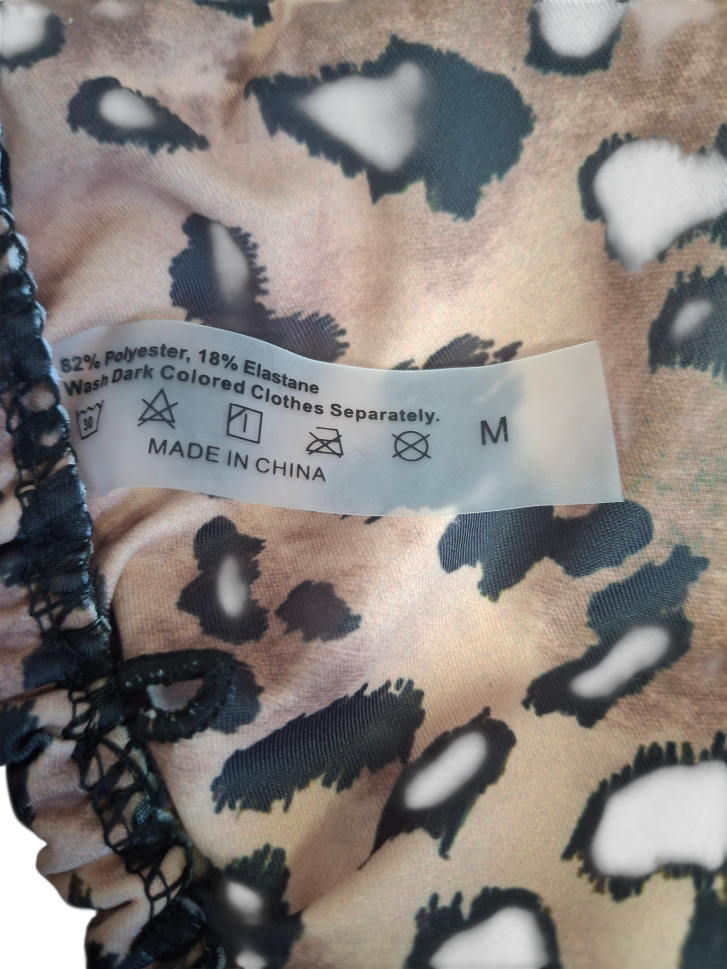 82% Polyester, 18% Elastane
Wash Dark Colored Clothes Separately.
30
M
MADE IN CHINA